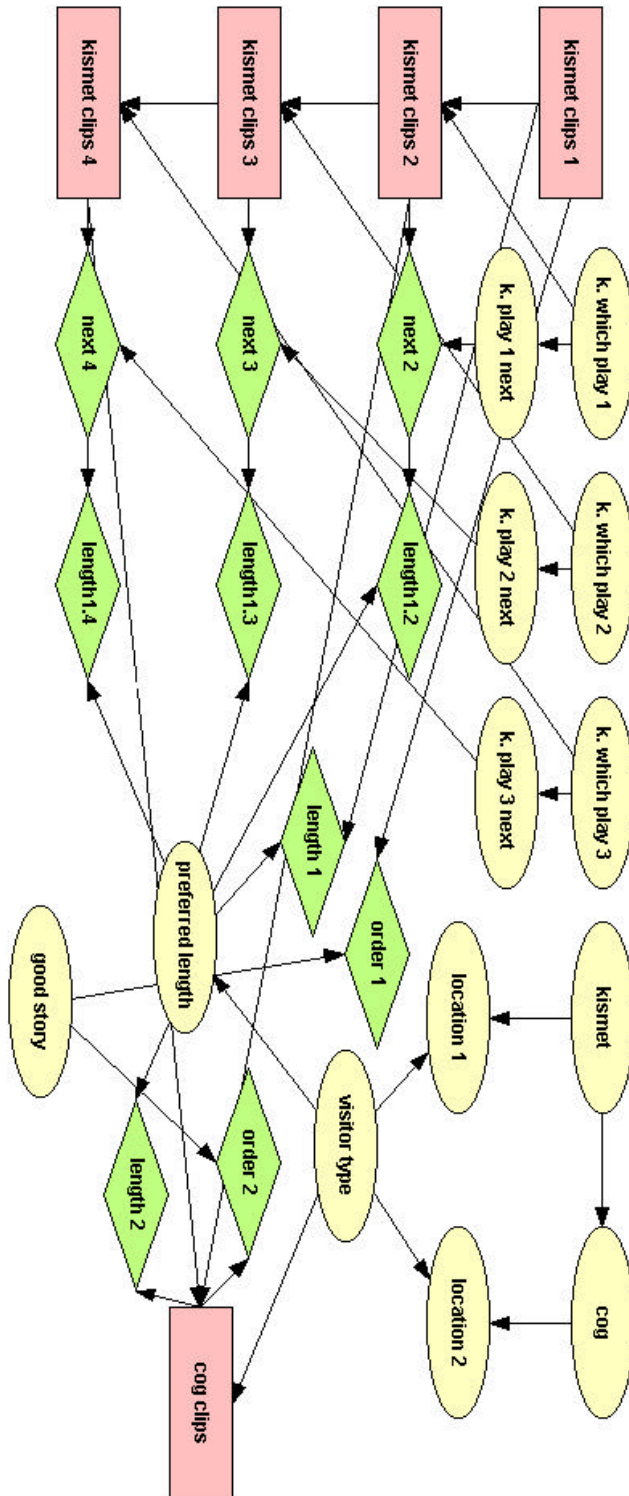 kismet clips 1
kismet clips 2
kismet clips 3
kismet clips 4
k. which play 1
k. play 1 next
next 2
next 3
next 4
k. which play 2
k. play 2 next
length1.2
length1.3
length1.4
k. which play 3
k. play 3 next
length 1
order 1
preferred length
good story
kismet
location 1
visitor type
order 2
length 2
cog
location 2
cog clips